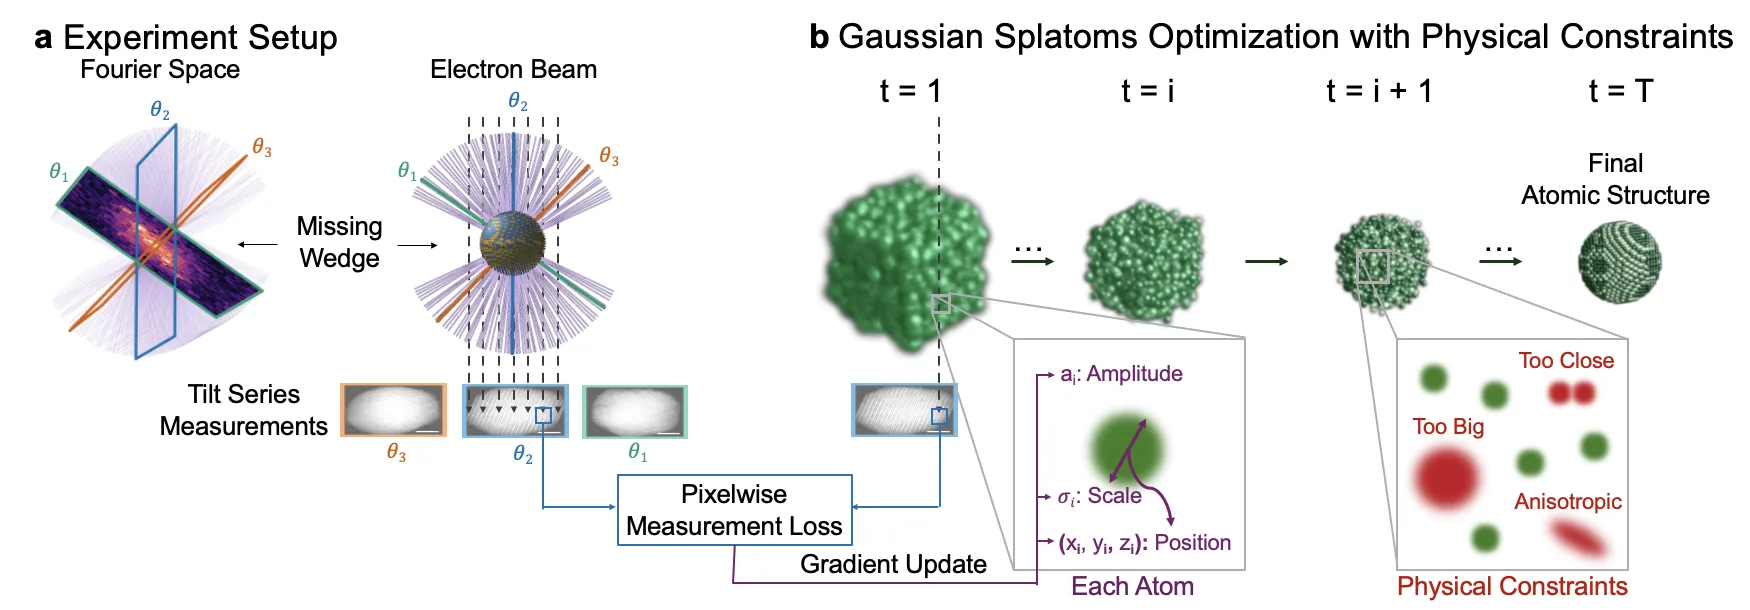 a Experiment Setup
Fourier Space
Electron Beam
θ₂
θ₃
θ₁
θ₂
θ₃
θ₁
Missing
Wedge
Tilt Series
Measurements
θ₃
θ₂
θ₁
Pixelwise
Measurement Loss
Gradient Update
b Gaussian Splatoms Optimization with Physical Constraints
t = 1
t = i
t = i + 1
t = T
Final
Atomic Structure
...
...
aᵢ: Amplitude
σᵢ: Scale
(xᵢ, yᵢ, zᵢ): Position
Each Atom
Too Close
Too Big
Anisotropic
Physical Constraints